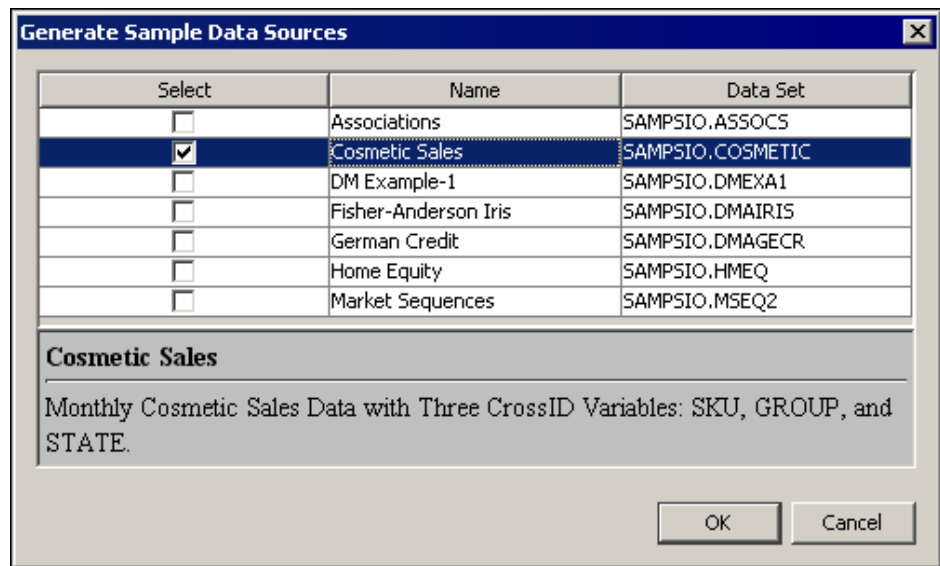 Generate Sample Data Sources
Select Name Data Set
Associations SAMPSIO.ASSOCS
Cosmetic Sales SAMPSIO.COSMETIC
DM Example-1 SAMPSIO.DMEXA1
Fisher-Anderson Iris SAMPSIO.DMAIRIS
German Credit SAMPSIO.DMAGECR
Home Equity SAMPSIO.HMEQ
Market Sequences SAMPSIO.MSEQ2
Cosmetic Sales
Monthly Cosmetic Sales Data with Three CrossID Variables: SKU, GROUP, and
STATE.
OK Cancel